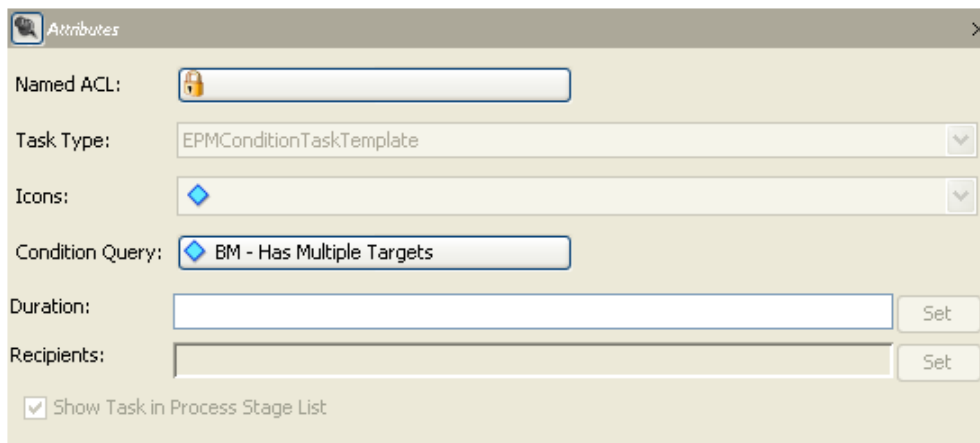 Attributes
Named ACL:
Task Type: EPMConditionTaskTemplate
Icons:
Condition Query: BM - Has Multiple Targets
Duration: Set
Recipients: Set
Show Task in Process Stage List